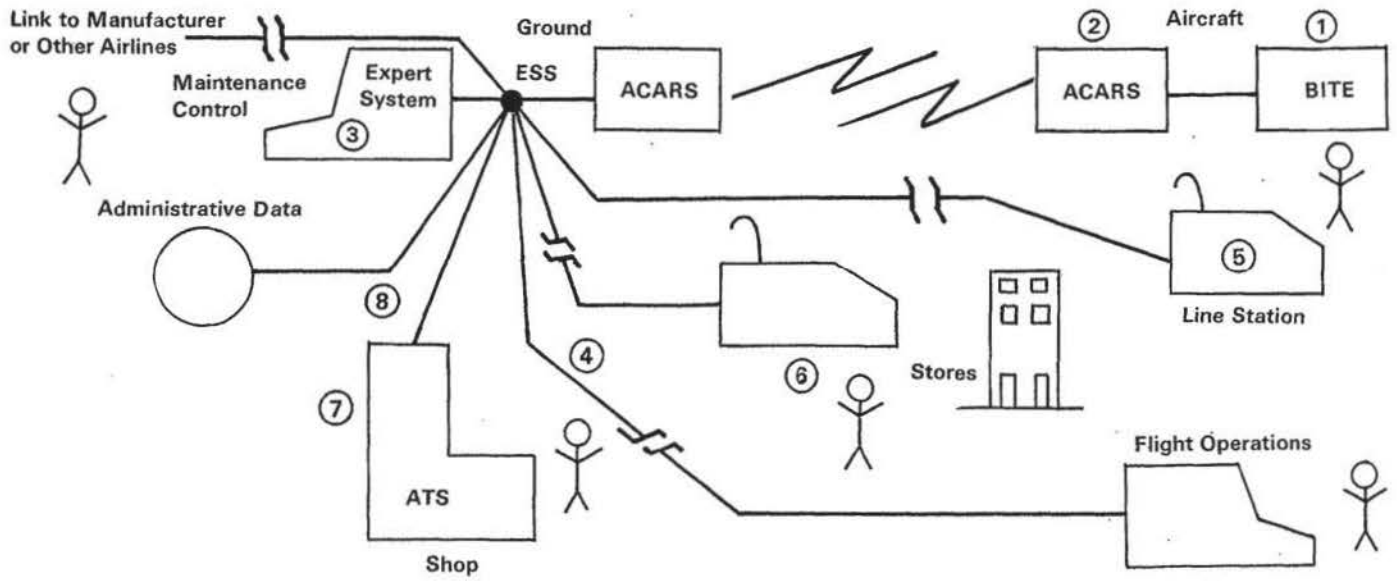 Link to Manufacturer
or Other Airlines
Ground
2
Aircraft
1
Maintenance
Control
Expert
System
3
ESS
ACARS
ACARS
BITE
Administrative Data
8
4
6
Stores
5
Line Station
7
ATS
Shop
Flight Operations